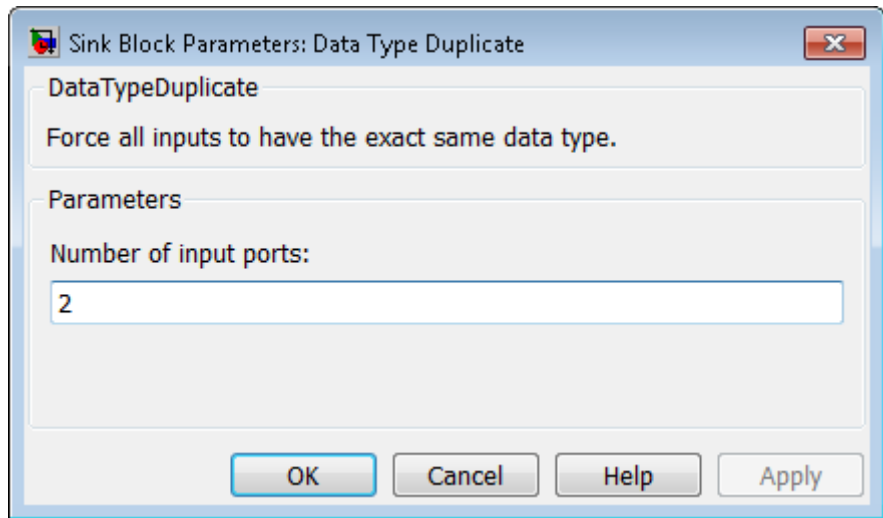 Sink Block Parameters: Data Type Duplicate
DataTypeDuplicate
Force all inputs to have the exact same data type.
Parameters
Number of input ports:
2
OK Cancel Help Apply